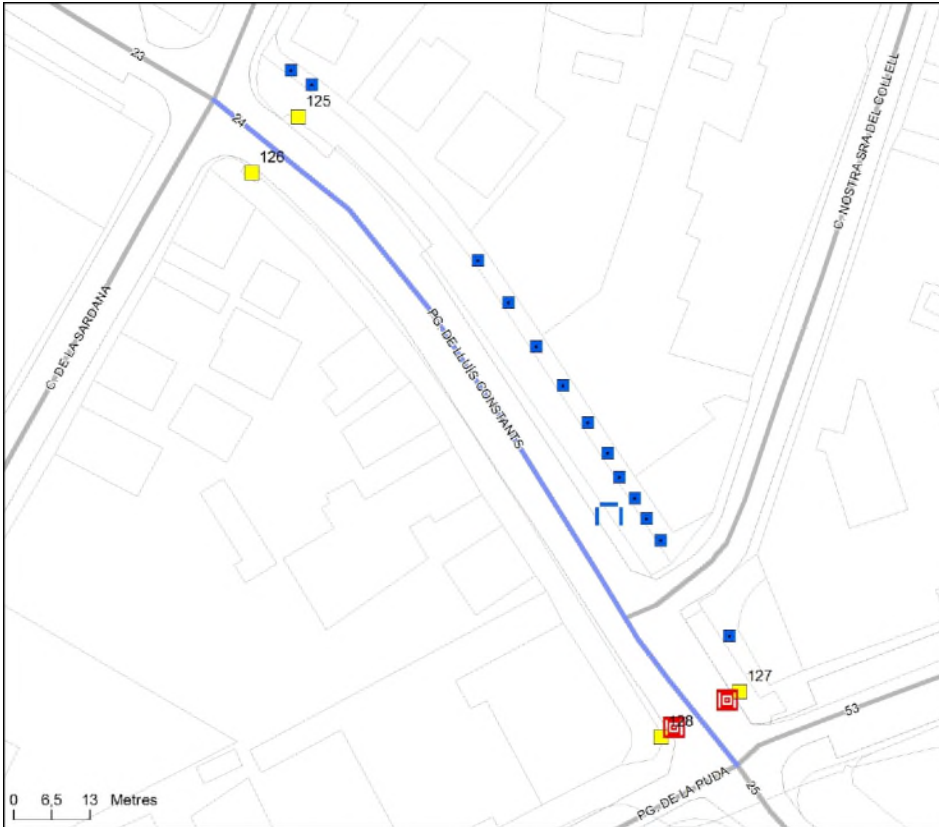 23
24
125
126
C. NOSTRA SRA DEL COLL ELL
C. DE LA SARDANA
PG. DE LLUÍS CONSTANTS
127
128
53
PG. DE LA PUDA
25
0 6,5 13 Metres